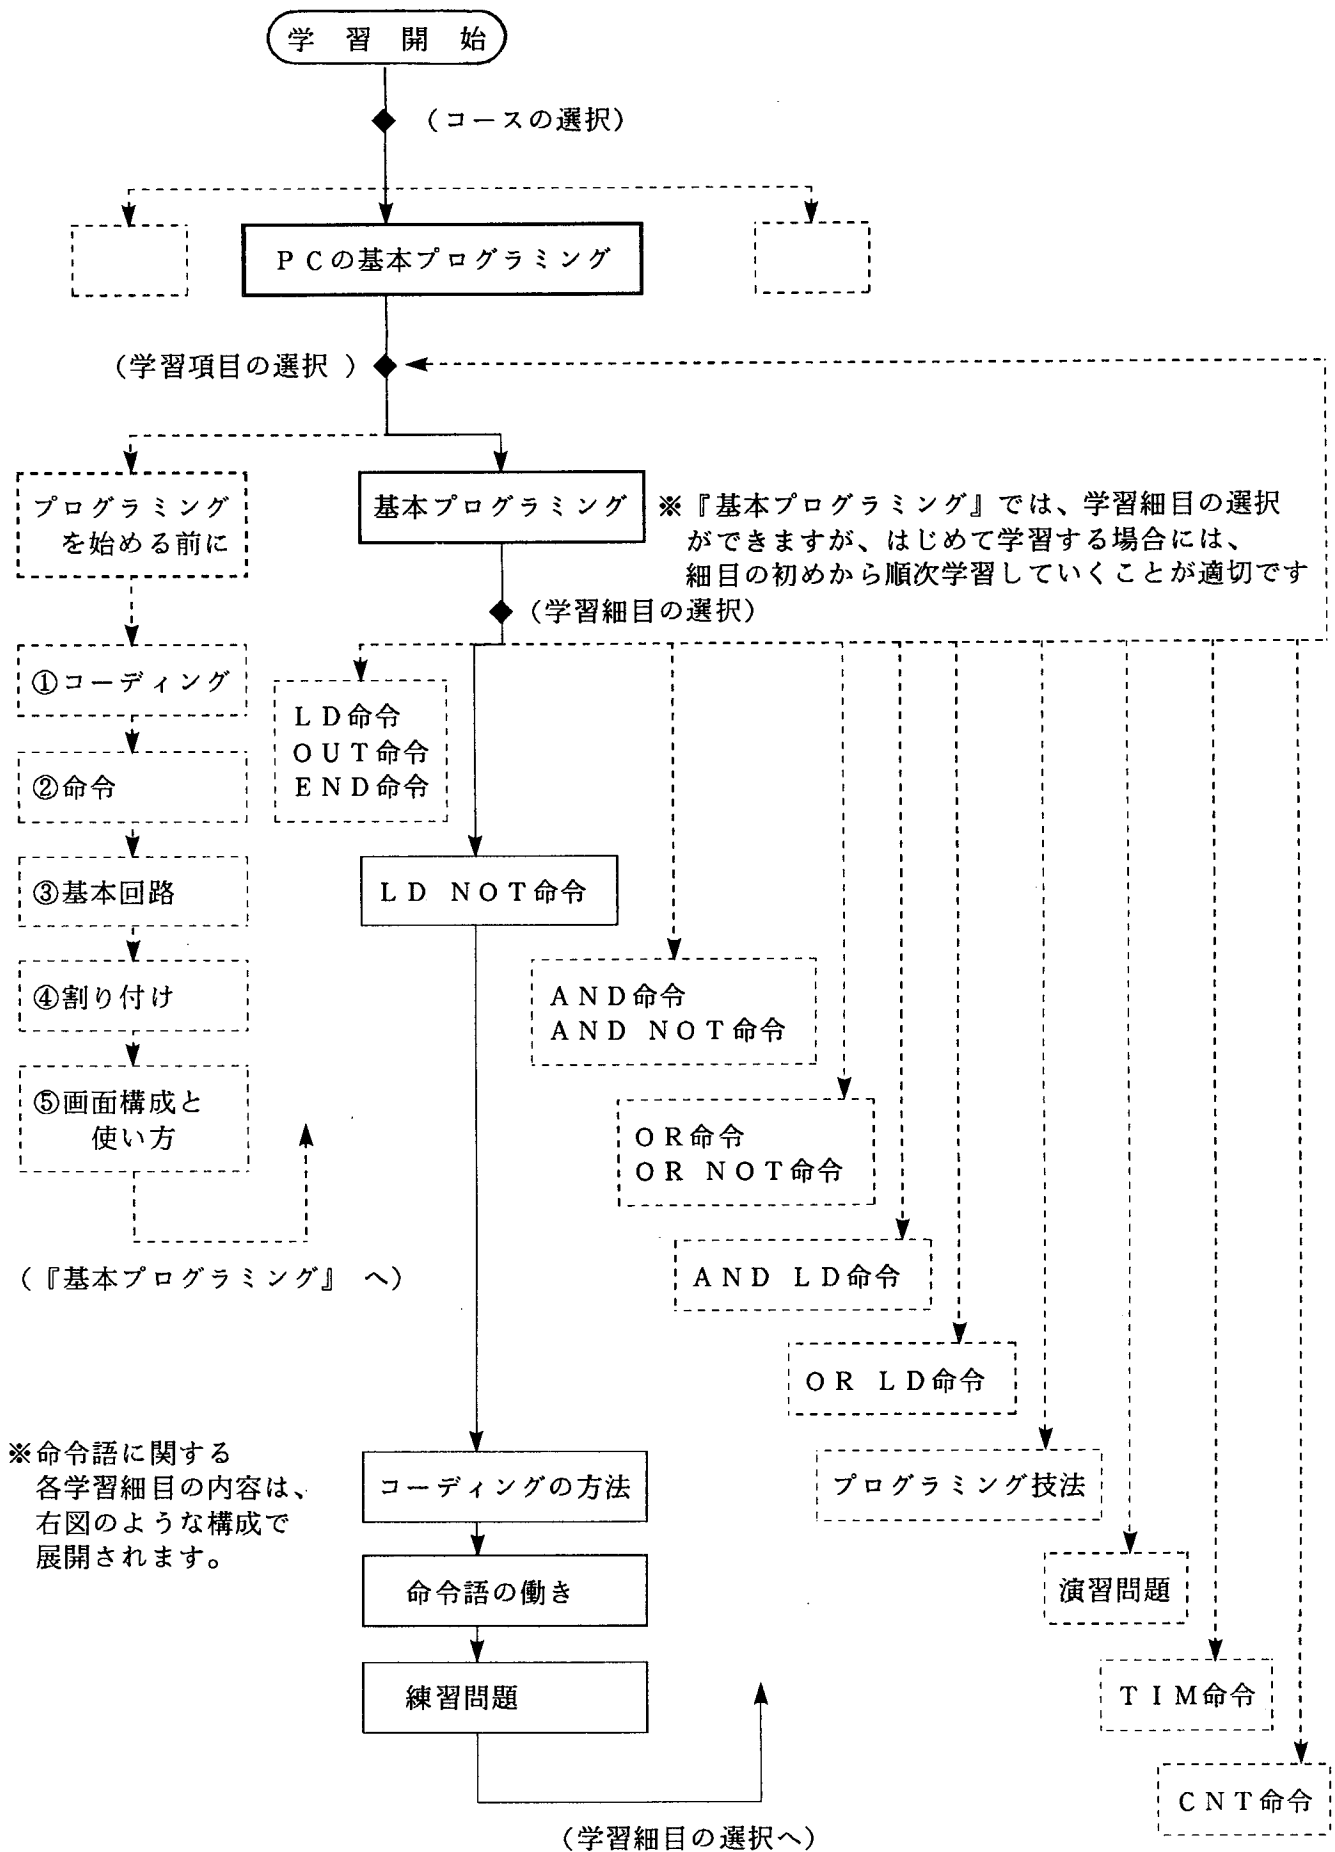 学習開始
(コースの選択)
PCの基本プログラミング
(学習項目の選択)
プログラミング
を始める前に
基本プログラミング
※『基本プログラミング』では、学習細目の選択
ができますが、はじめて学習する場合には、
細目の初めから順次学習していくことが適切です
(学習細目の選択)
①コーディング
②命令
③基本回路
④割り付け
⑤画面構成と
使い方
(『基本プログラミング』 へ)
LD命令
OUT命令
END命令
LD NOT命令
AND命令
AND NOT命令
OR命令
OR NOT命令
AND LD命令
OR LD命令
プログラミング技法
演習問題
TIM命令
CNT命令
※命令語に関する
各学習細目の内容は、
右図のような構成で
展開されます。
コーディングの方法
命令語の働き
練習問題
(学習細目の選択へ)